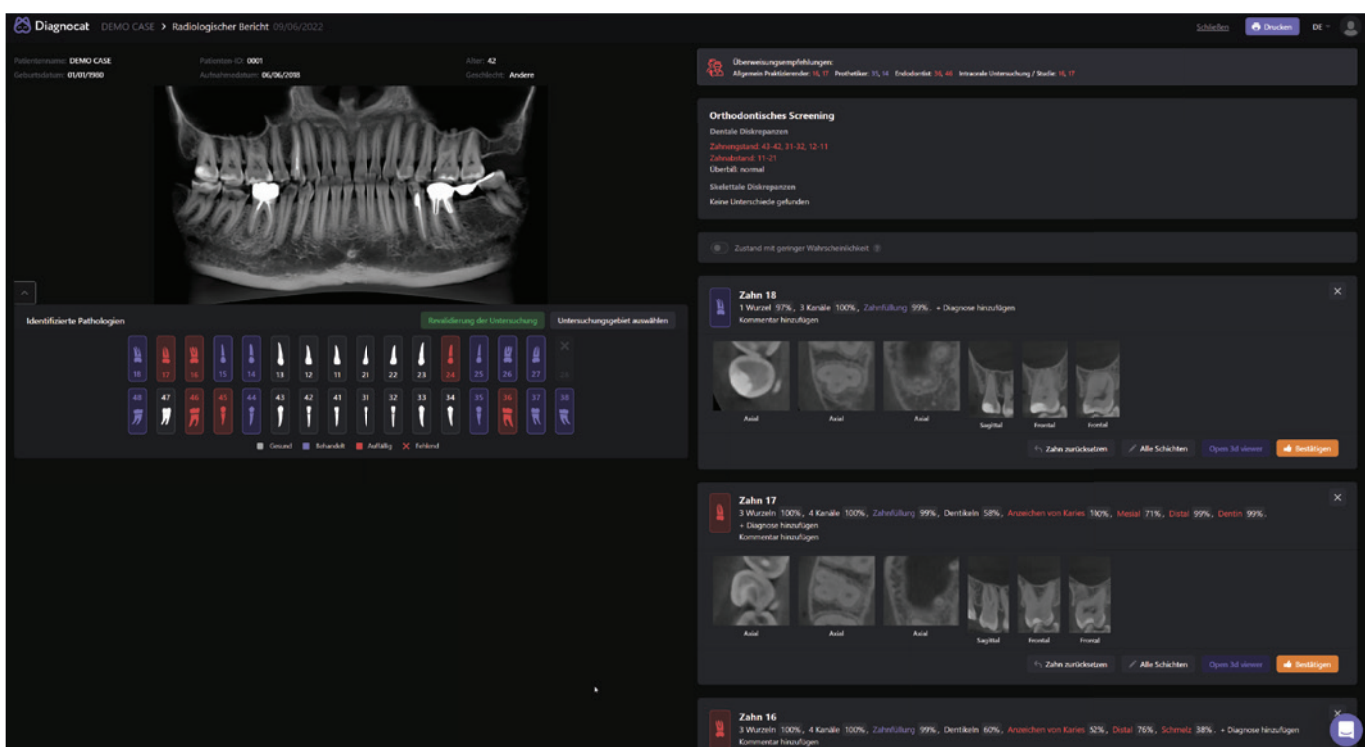 Diagnocat DEMO CASE > Radiologischer Bericht 09/06/2022
Schließen Drucken DE
Patientenname: DEMO CASE Patienten-ID: 0001 Alter: 42
Geburtsdatum: 01/01/1980 Aufnahmedatum: 06/06/2018 Geschlecht: Andere
Identifizierte Pathologien Revalidierung der Untersuchung Untersuchungsgebiet auswählen
18 17 16 15 14 13 12 11 21 22 23 24 25 26 27
48 47 46 45 44 43 42 41 31 32 33 34 35 36 37 38
Gesund Behandelt Auffällig Fehlend
Überweisungsempfehlungen:
Allgemein Praktizierender: 16, 17 Prothetiker: 35, 14 Endodontist: 36, 46 Intraorale Untersuchung / Studie: 16, 17
Orthodontisches Screening
Dentale Diskrepanzen
Zahnengstand: 43-42, 31-32, 12-11
Zahnabstand: 11-21
Überbiß: normal
Skelettale Diskrepanzen
Keine Unterschiede gefunden
Zustand mit geringer Wahrscheinlichkeit
Zahn 18
1 Wurzel 97%, 3 Kanäle 100%, Zahnfüllung 99%. + Diagnose hinzufügen
Kommentar hinzufügen
Axial Axial Axial Sagittal Frontal Frontal
Zahn zurücksetzen Alle Schichten Open 3d viewer Bestätigen
Zahn 17
3 Wurzeln 100%, 4 Kanäle 100%, Zahnfüllung 99%, Dentikeln 58%, Anzeichen von Karies 100%, Mesial 71%, Distal 99%, Dentin 99%.
+ Diagnose hinzufügen
Kommentar hinzufügen
Axial Axial Axial Sagittal Frontal Frontal
Zahn zurücksetzen Alle Schichten Open 3d viewer Bestätigen
Zahn 16
3 Wurzeln 100%, 4 Kanäle 100%, Zahnfüllung 99%, Dentikeln 60%, Anzeichen von Karies 52%, Distal 76%, Schmelz 38%. + Diagnose hinzufügen
Kommentar hinzufügen